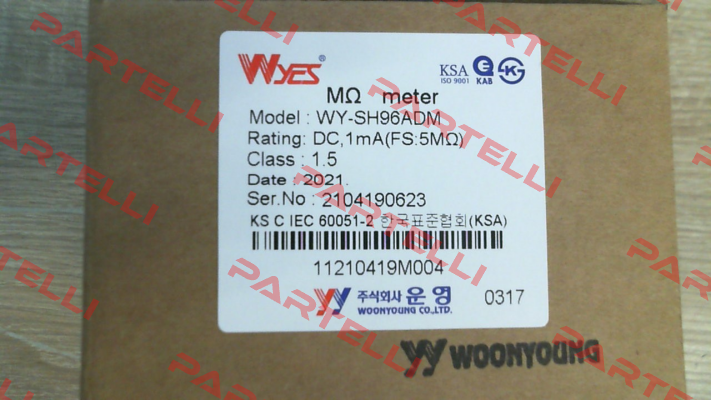 WYES®
KSA
ISO 9001
KAB
MΩ meter
Model : WY-SH96ADM
Rating: DC,1mA(FS:5MΩ)
Class : 1.5
Date : 2021.
Ser.No : 2104190623
KS C IEC 60051-2 한국표준협회(KSA)
11210419M004
주식회사 운영
WOONYOUNG CO.,LTD.
0317
WOONYOUNG
PARTELLI
PARTELLI
PARTELLI
PARTELLI
PARTELLI
PARTELLI
PARTELLI